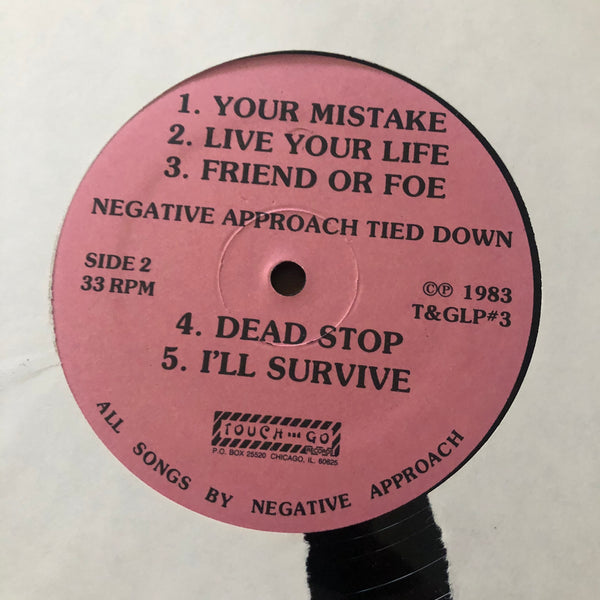 1. YOUR MISTAKE
2. LIVE YOUR LIFE
3. FRIEND OR FOE
NEGATIVE APPROACH TIED DOWN
SIDE 2
33 RPM
©℗ 1983
T&GLP#3
4. DEAD STOP
5. I'LL SURVIVE
TOUCH AND GO
P.O. BOX 25520 CHICAGO, IL. 60625
ALL SONGS BY NEGATIVE APPROACH